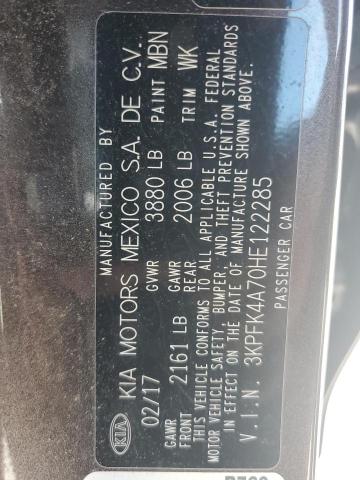 MANUFACTURED BY
KIA KIA MOTORS MEXICO S.A. DE C.V.
02/17 GVWR 3880 LB PAINT MBN
GAWR FRONT 2161 LB GAWR REAR 2006 LB TRIM WK
THIS VEHICLE CONFORMS TO ALL APPLICABLE U.S.A. FEDERAL
MOTOR VEHICLE SAFETY, BUMPER, AND THEFT PREVENTION STANDARDS
IN EFFECT ON THE DATE OF MANUFACTURE SHOWN ABOVE.
V.I.N. 3KPFK4A70HE122285
PASSENGER CAR